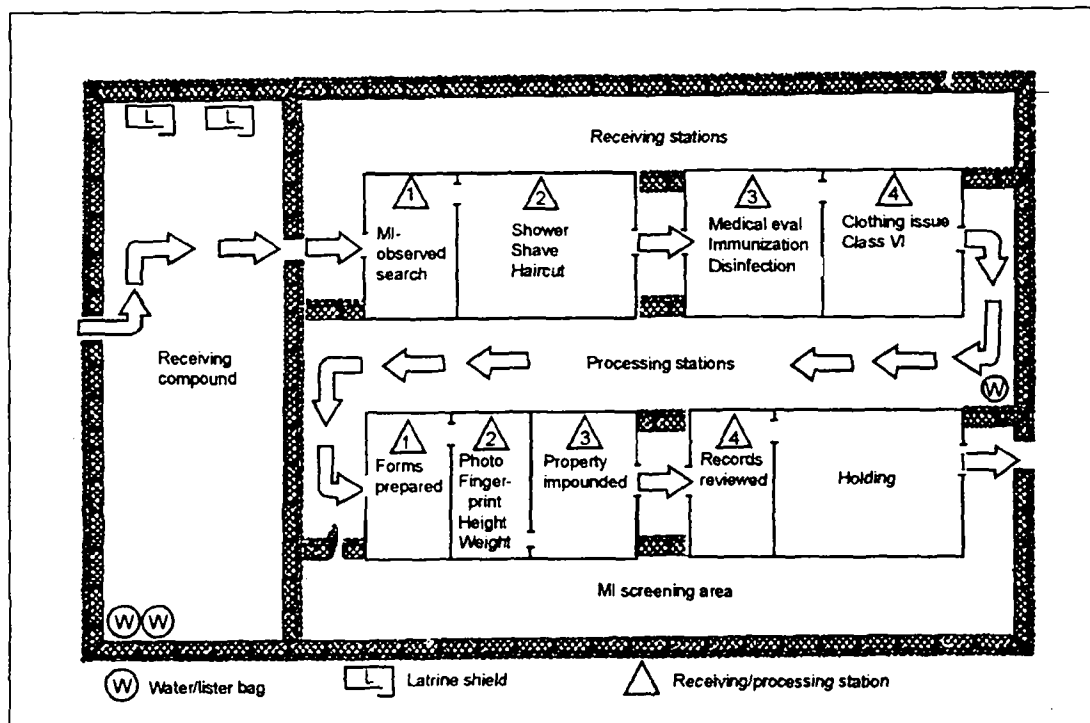 L
L
Receiving stations
1
MI-
observed
search
2
Shower
Shave
Haircut
3
Medical eval
Immunization
Disinfection
4
Clothing issue
Class VI
Receiving
compound
Processing stations
W
1
Forms
prepared
2
Photo
Finger-
print
Height
Weight
3
Property
impounded
4
Records
reviewed
Holding
MI screening area
W
W
W Water/lister bag
L Latrine shield
Receiving/processing station